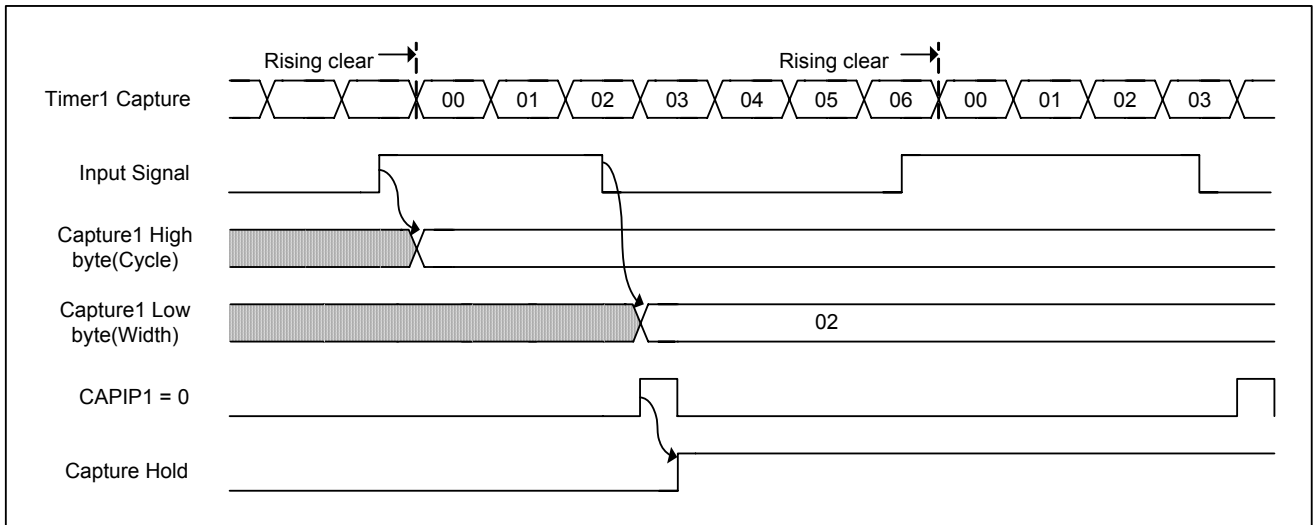 Rising clear Rising clear
Timer1 Capture 00 01 02 03 04 05 06 00 01 02 03
Input Signal
Capture1 High
byte(Cycle)
Capture1 Low
byte(Width)
02
CAPIP1 = 0
Capture Hold